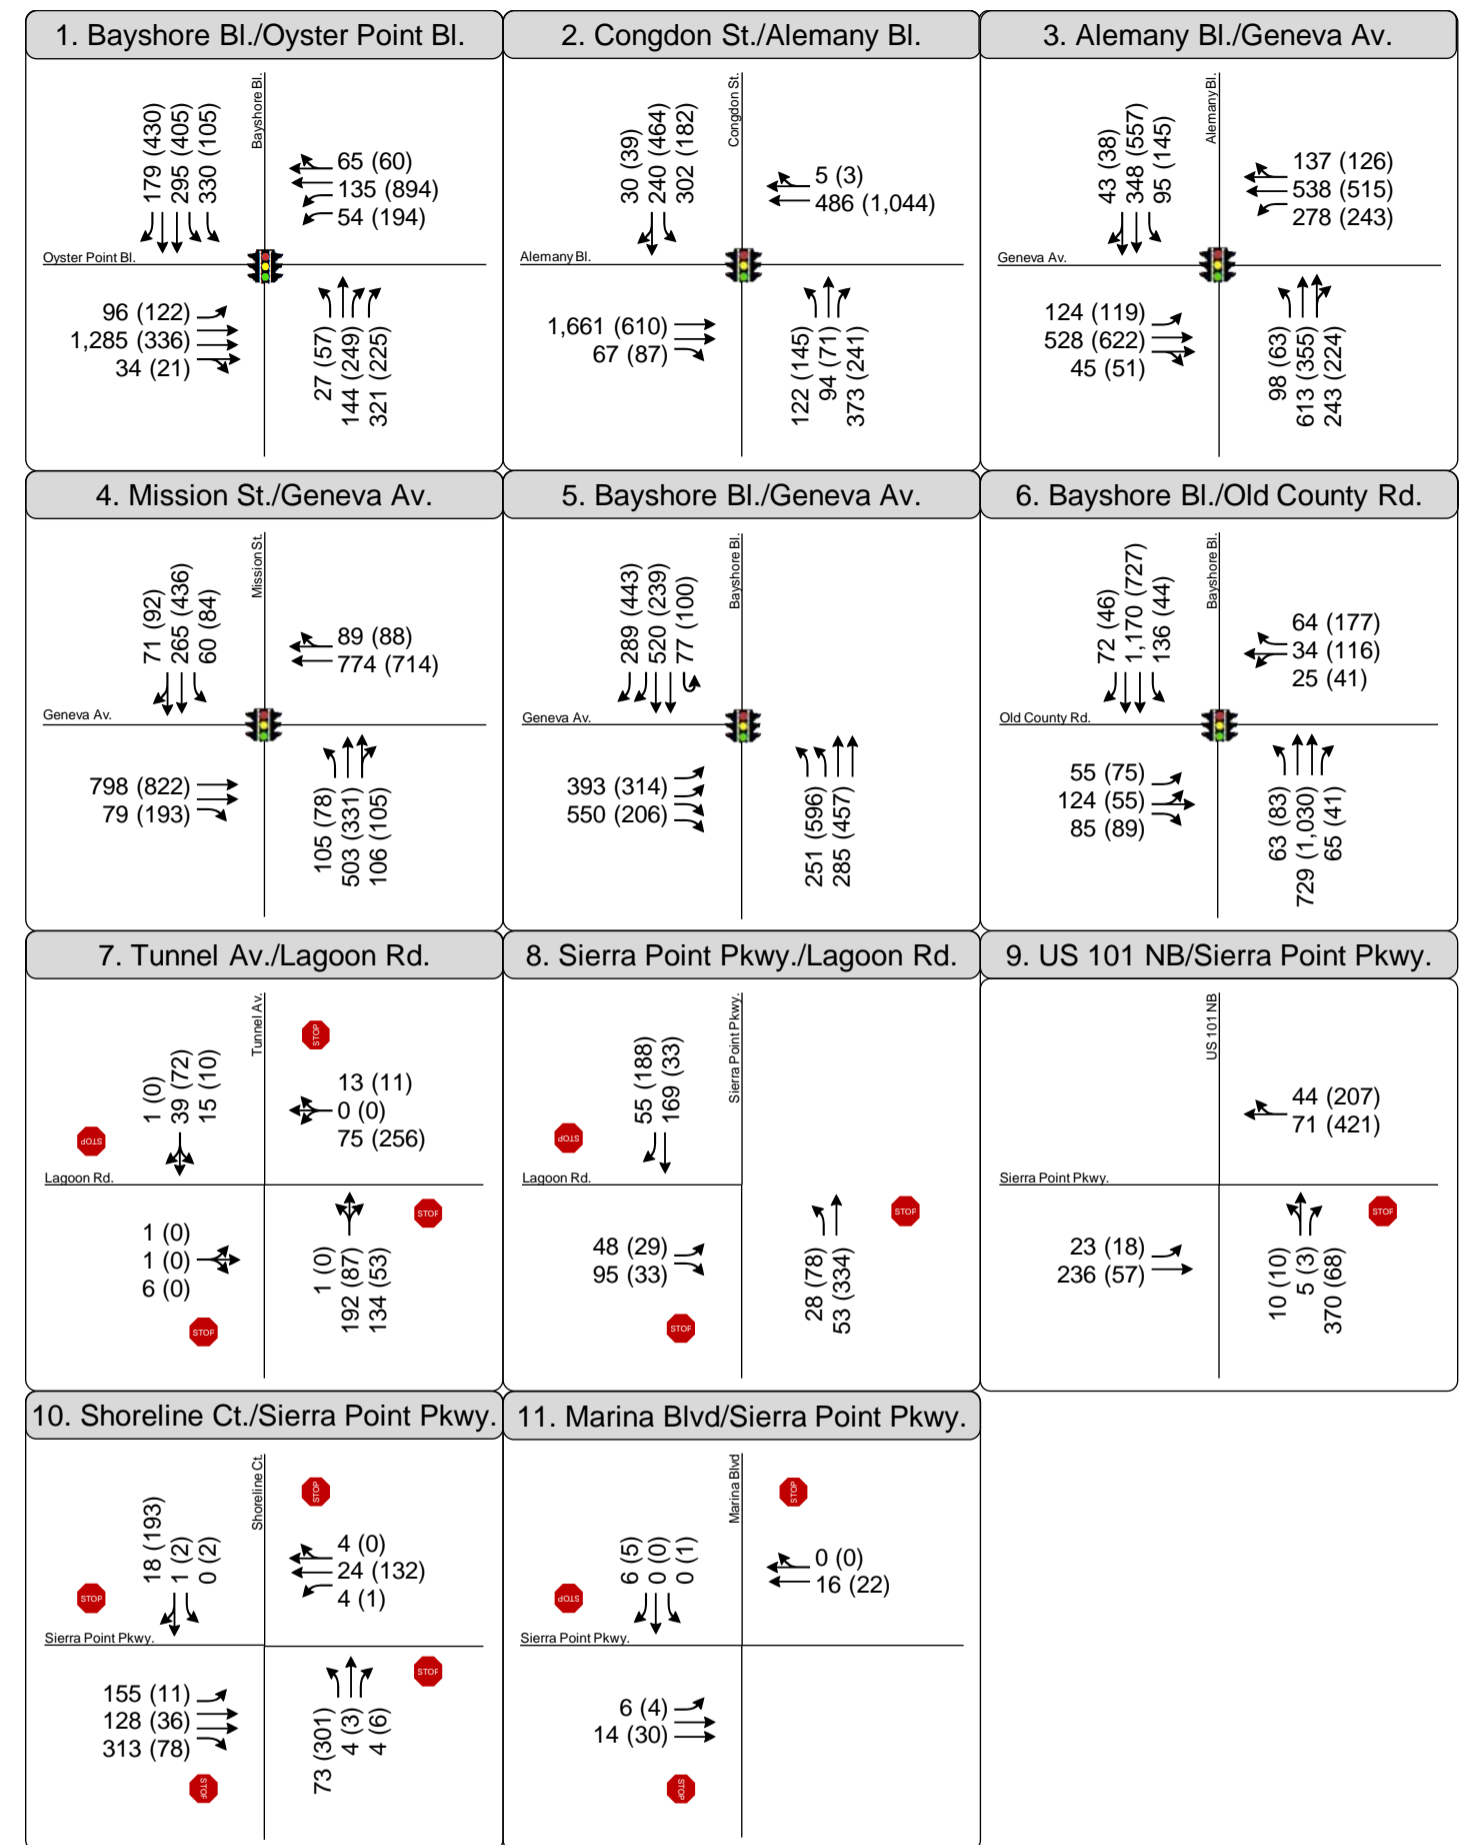 1. Bayshore Bl./Oyster Point Bl.
179 (430)
295 (405)
330 (105)
Bayshore Bl.
65 (60)
135 (894)
54 (194)
Oyster Point Bl.
96 (122)
1,285 (336)
34 (21)
27 (57)
144 (249)
321 (225)
2. Congdon St./Alemany Bl.
30 (39)
240 (464)
302 (182)
Congdon St.
5 (3)
486 (1,044)
Alemany Bl.
1,661 (610)
67 (87)
122 (145)
94 (71)
373 (241)
3. Alemany Bl./Geneva Av.
43 (38)
348 (557)
95 (145)
Alemany Bl.
137 (126)
538 (515)
278 (243)
Geneva Av.
124 (119)
528 (622)
45 (51)
98 (63)
613 (355)
243 (224)
4. Mission St./Geneva Av.
71 (92)
265 (436)
60 (84)
Mission St.
89 (88)
774 (714)
Geneva Av.
798 (822)
79 (193)
105 (78)
503 (331)
106 (105)
5. Bayshore Bl./Geneva Av.
289 (443)
520 (239)
77 (100)
Bayshore Bl.
Geneva Av.
393 (314)
550 (206)
251 (596)
285 (457)
6. Bayshore Bl./Old County Rd.
72 (46)
1,170 (727)
136 (44)
Bayshore Bl.
64 (177)
34 (116)
25 (41)
Old County Rd.
55 (75)
124 (55)
85 (89)
63 (83)
729 (1,030)
65 (41)
7. Tunnel Av./Lagoon Rd.
1 (0)
39 (72)
15 (10)
Tunnel Av.
STOP
13 (11)
0 (0)
75 (256)
STOP
Lagoon Rd.
STOP
1 (0)
1 (0)
6 (0)
1 (0)
192 (87)
134 (53)
STOP
8. Sierra Point Pkwy./Lagoon Rd.
55 (188)
169 (33)
Sierra Point Pkwy.
STOP
Lagoon Rd.
STOP
48 (29)
95 (33)
28 (78)
53 (334)
STOP
9. US 101 NB/Sierra Point Pkwy.
US 101 NB
44 (207)
71 (421)
Sierra Point Pkwy.
STOP
23 (18)
236 (57)
10 (10)
5 (3)
370 (68)
10. Shoreline Ct./Sierra Point Pkwy.
18 (193)
1 (2)
0 (2)
Shoreline Ct.
STOP
4 (0)
24 (132)
4 (1)
STOP
Sierra Point Pkwy.
STOP
155 (11)
128 (36)
313 (78)
73 (301)
4 (3)
4 (6)
STOP
11. Marina Blvd/Sierra Point Pkwy.
6 (5)
0 (0)
0 (1)
Marina Blvd
STOP
0 (0)
16 (22)
STOP
Sierra Point Pkwy.
6 (4)
14 (30)
STOP